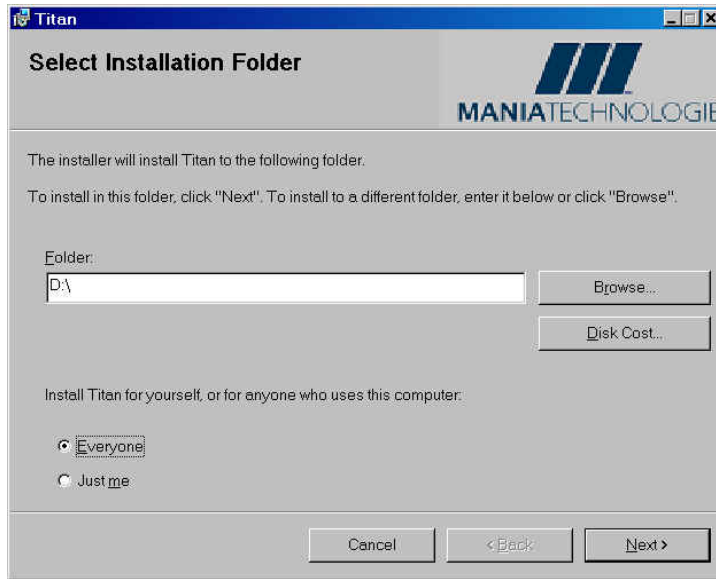 Titan
Select Installation Folder
MANIATECHNOLOGIE
The installer will install Titan to the following folder.
To install in this folder, click "Next". To install to a different folder, enter it below or click "Browse".
Folder:
D:\
Browse...
Disk Cost...
Install Titan for yourself, or for anyone who uses this computer:
Everyone
Just me
Cancel
< Back
Next >